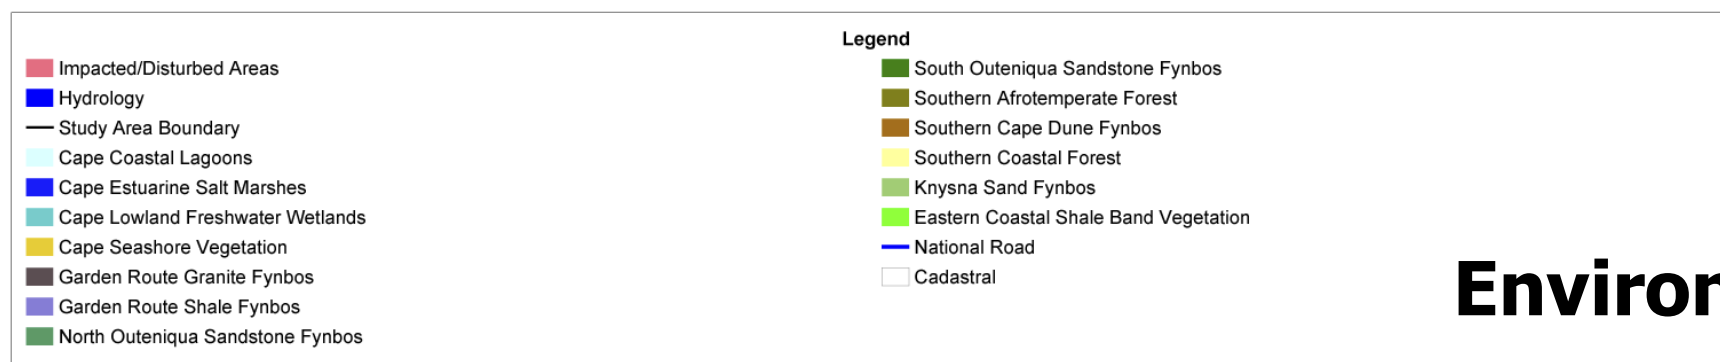 Legend
Impacted/Disturbed Areas
Hydrology
Study Area Boundary
Cape Coastal Lagoons
Cape Estuarine Salt Marshes
Cape Lowland Freshwater Wetlands
Cape Seashore Vegetation
Garden Route Granite Fynbos
Garden Route Shale Fynbos
North Outeniqua Sandstone Fynbos
South Outeniqua Sandstone Fynbos
Southern Afrotemperate Forest
Southern Cape Dune Fynbos
Southern Coastal Forest
Knysna Sand Fynbos
Eastern Coastal Shale Band Vegetation
National Road
Cadastral